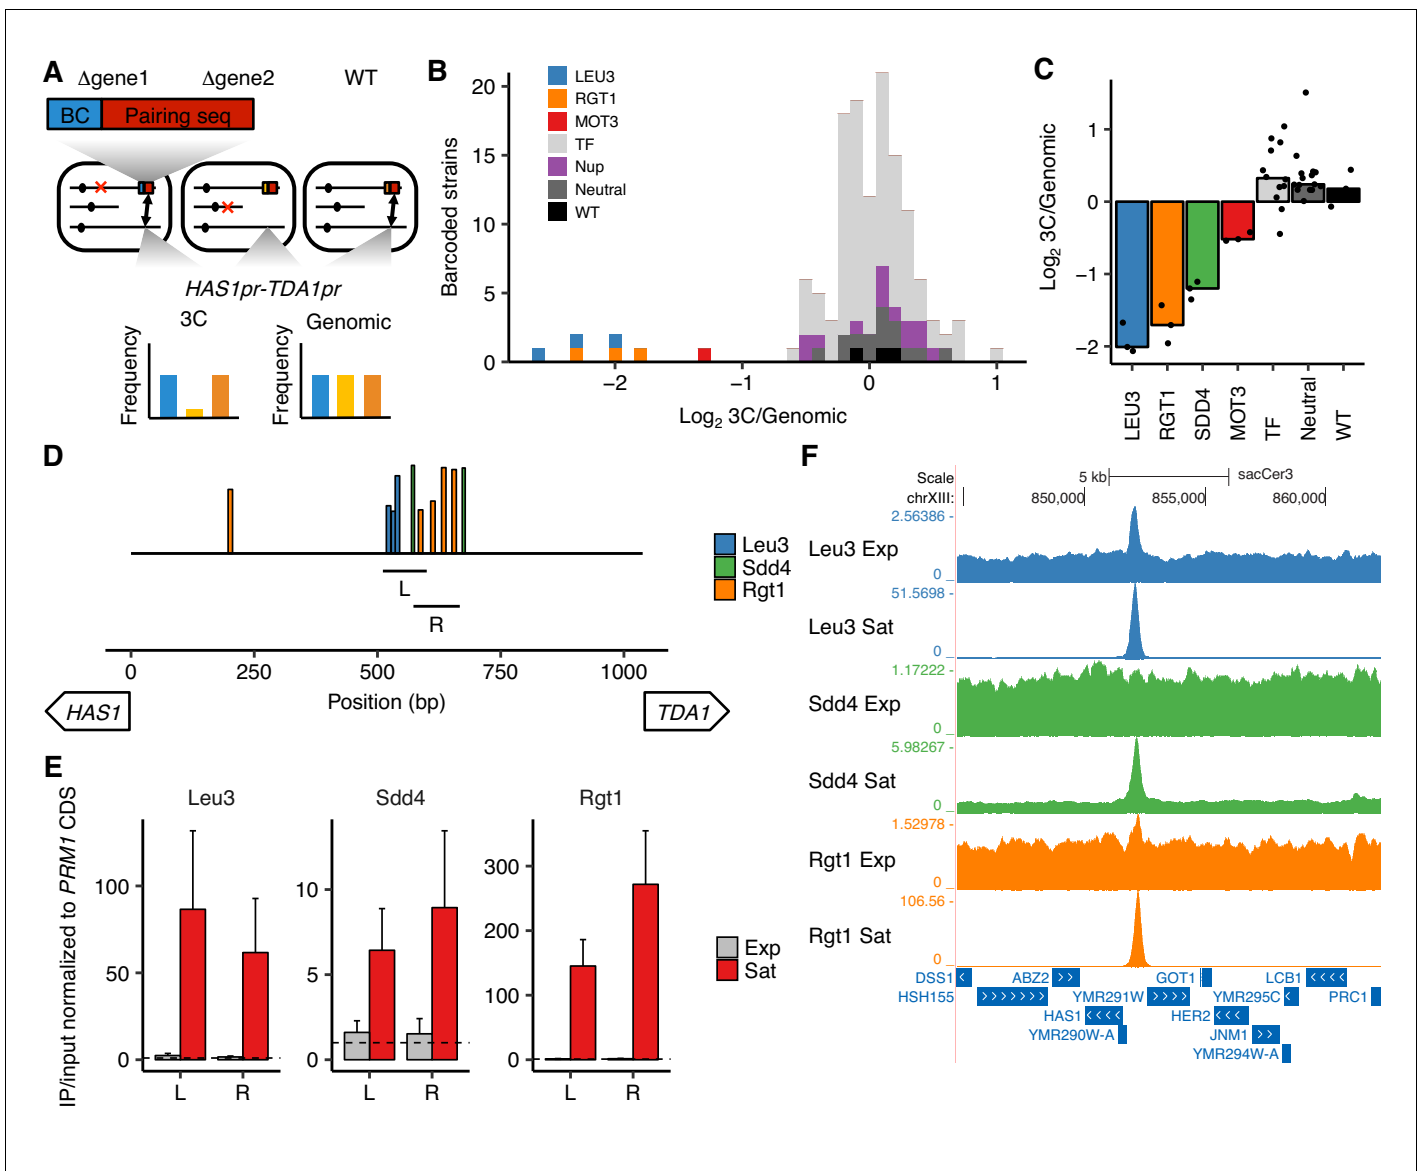 A
Δgene1
Δgene2
WT
BC
Pairing seq
HAS1pr-TDA1pr
3C
Genomic
Frequency
Frequency
B
LEU3
RGT1
MOT3
TF
Nup
Neutral
WT
Barcoded strains
20
15
10
5
0
−2
−1
0
1
Log2 3C/Genomic
C
Log2 3C/Genomic
1
0
−1
−2
LEU3
RGT1
SDD4
MOT3
TF
Neutral
WT
D
L
R
0
250
500
750
1000
Position (bp)
HAS1
TDA1
Leu3
Sdd4
Rgt1
E
IP/input normalized to PRM1 CDS
Leu3
100
50
0
L
R
Sdd4
10
5
0
L
R
Rgt1
300
200
100
0
L
R
Exp
Sat
F
Scale
5 kb
sacCer3
chrXIII:
850,000
855,000
860,000
2.56386
Leu3 Exp
0
51.5698
Leu3 Sat
0
1.17222
Sdd4 Exp
0
5.98267
Sdd4 Sat
0
1.52978
Rgt1 Exp
0
106.56
Rgt1 Sat
0
DSS1
ABZ2
GOT1
LCB1
HSH155
YMR291W
YMR295C
PRC1
HAS1
HER2
YMR290W-A
JNM1
YMR294W-A